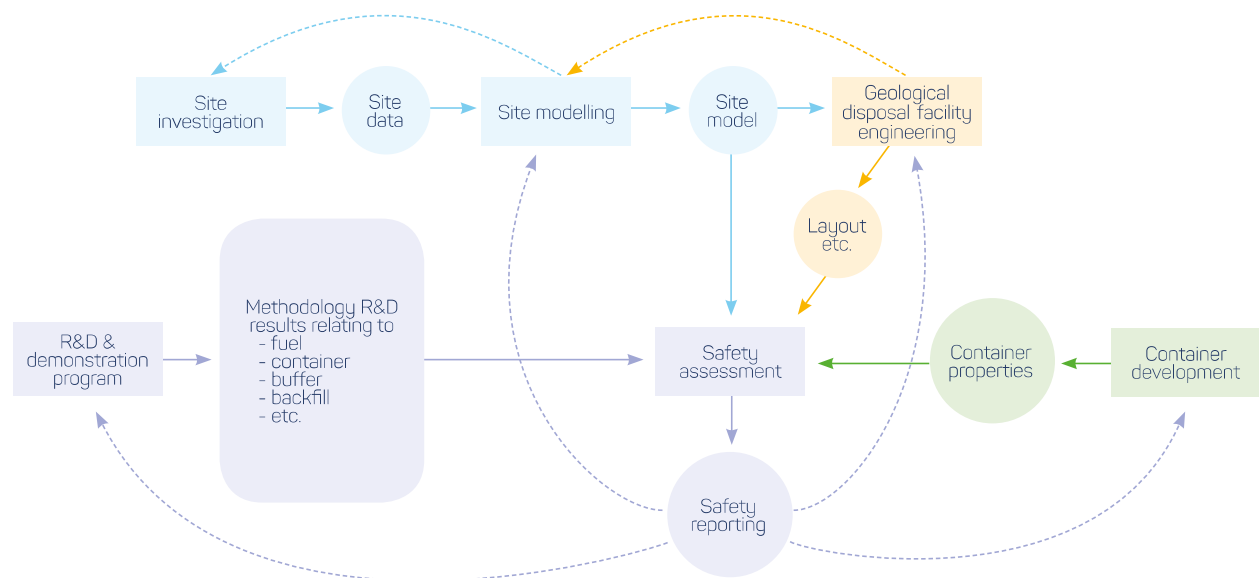 Site
investigation
Site
data
Site modelling
Site
model
Geological
disposal facility
engineering
Layout
etc.
Methodology R&D
results relating to
- fuel
- container
- buffer
- backfill
- etc.
R&D &
demonstration
program
Safety
assessment
Container
properties
Container
development
Safety
reporting